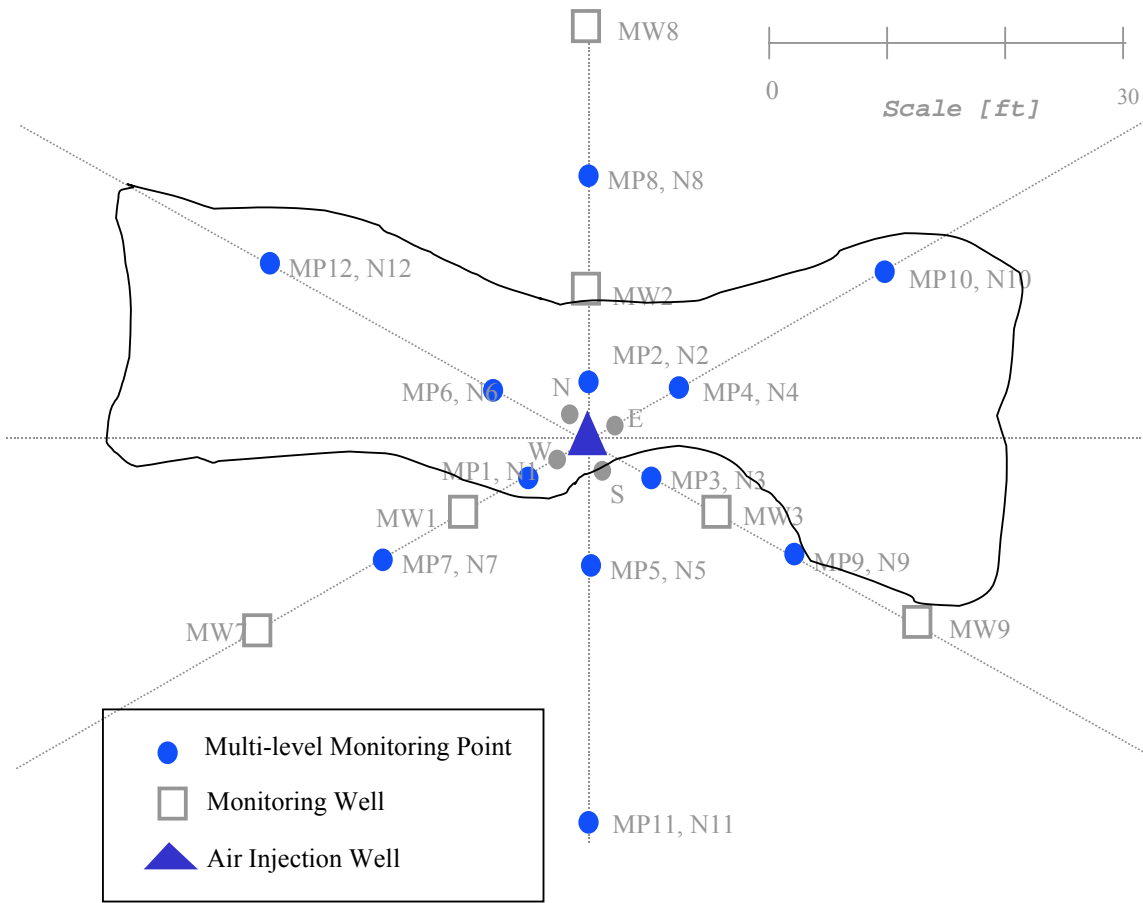 MW8
0
30
Scale [ft]
MP8, N8
MP12, N12
MP10, N10
MW2
MP2, N2
MP6, N6
N
MP4, N4
E
W
MP1, N1
MP3, N3
S
MW1
MW3
MP7, N7
MP5, N5
MP9, N9
MW7
MW9
Multi-level Monitoring Point
Monitoring Well
MP11, N11
Air Injection Well